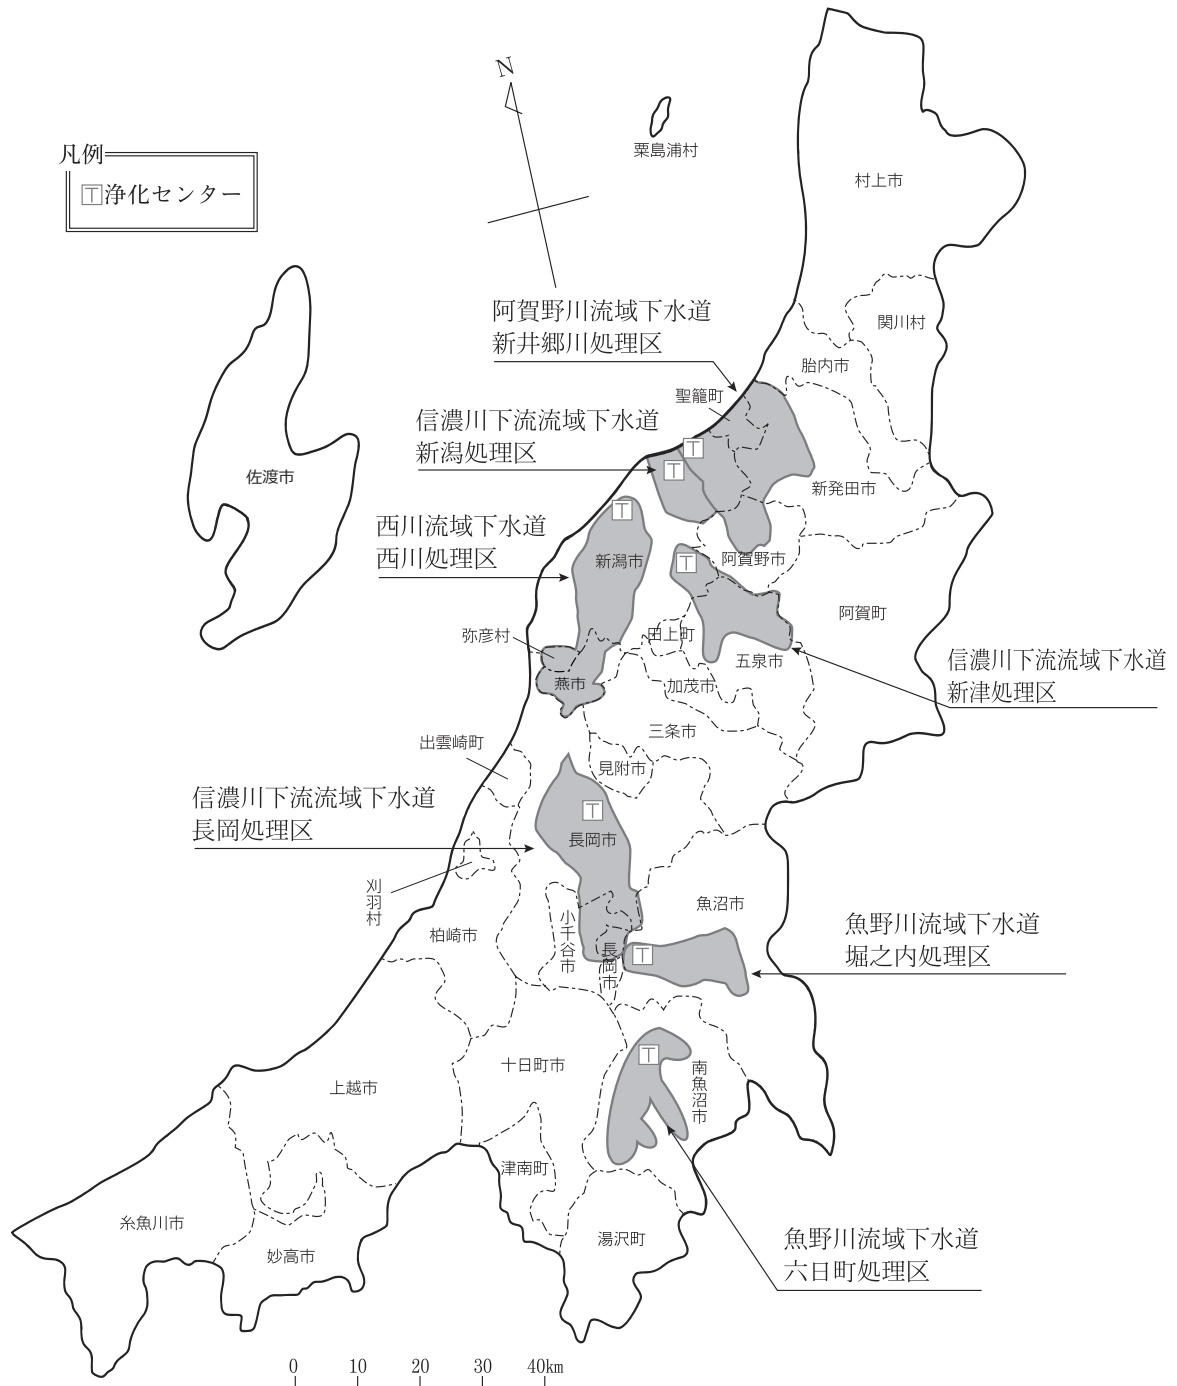 N
粟島浦村
凡例
T浄化センター
村上市
阿賀野川流域下水道
新井郷川処理区
関川村
胎内市
聖籠町
信濃川下流流域下水道
新潟処理区
T
T
佐渡市
新発田市
西川流域下水道
西川処理区
T
新潟市
T
阿賀野市
阿賀町
弥彦村
田上町
五泉市
信濃川下流流域下水道
新津処理区
燕市
加茂市
三条市
出雲崎町
見附市
信濃川下流流域下水道
長岡処理区
T
長岡市
刈羽村
魚沼市
柏崎市
小千谷市
長岡市
T
魚野川流域下水道
堀之内処理区
十日町市
T
南魚沼市
上越市
津南町
糸魚川市
妙高市
湯沢町
魚野川流域下水道
六日町処理区
0 10 20 30 40km